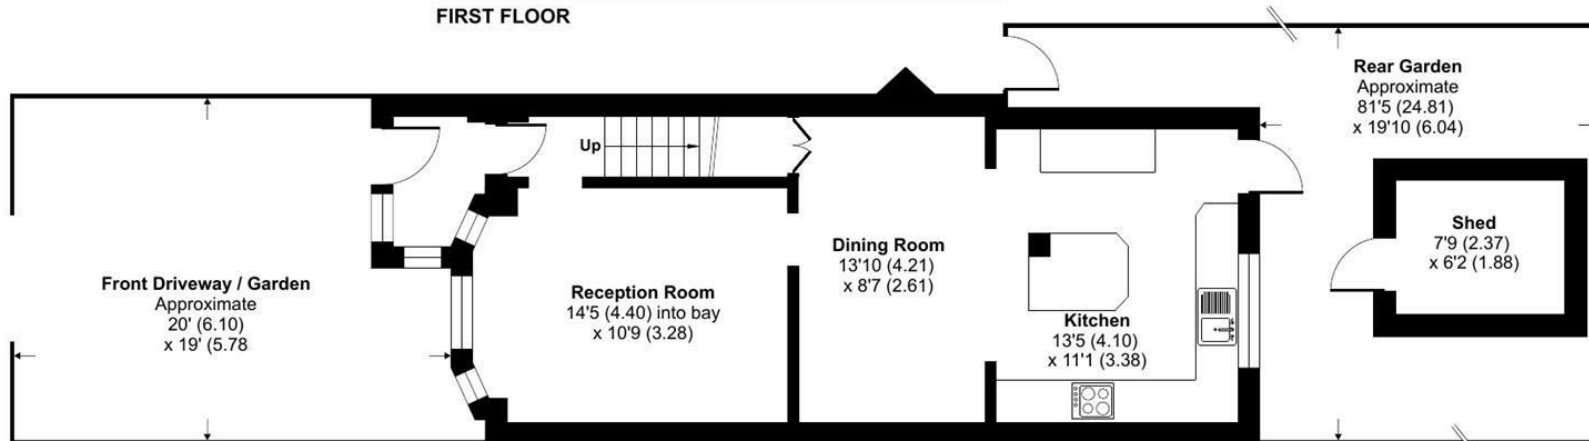 FIRST FLOOR
Rear Garden
Approximate
81'5 (24.81)
x 19'10 (6.04)
Up
Shed
7'9 (2.37)
x 6'2 (1.88)
Dining Room
13'10 (4.21)
x 8'7 (2.61)
Front Driveway / Garden
Approximate
20' (6.10)
x 19' (5.78
Reception Room
14'5 (4.40) into bay
x 10'9 (3.28)
Kitchen
13'5 (4.10)
x 11'1 (3.38)